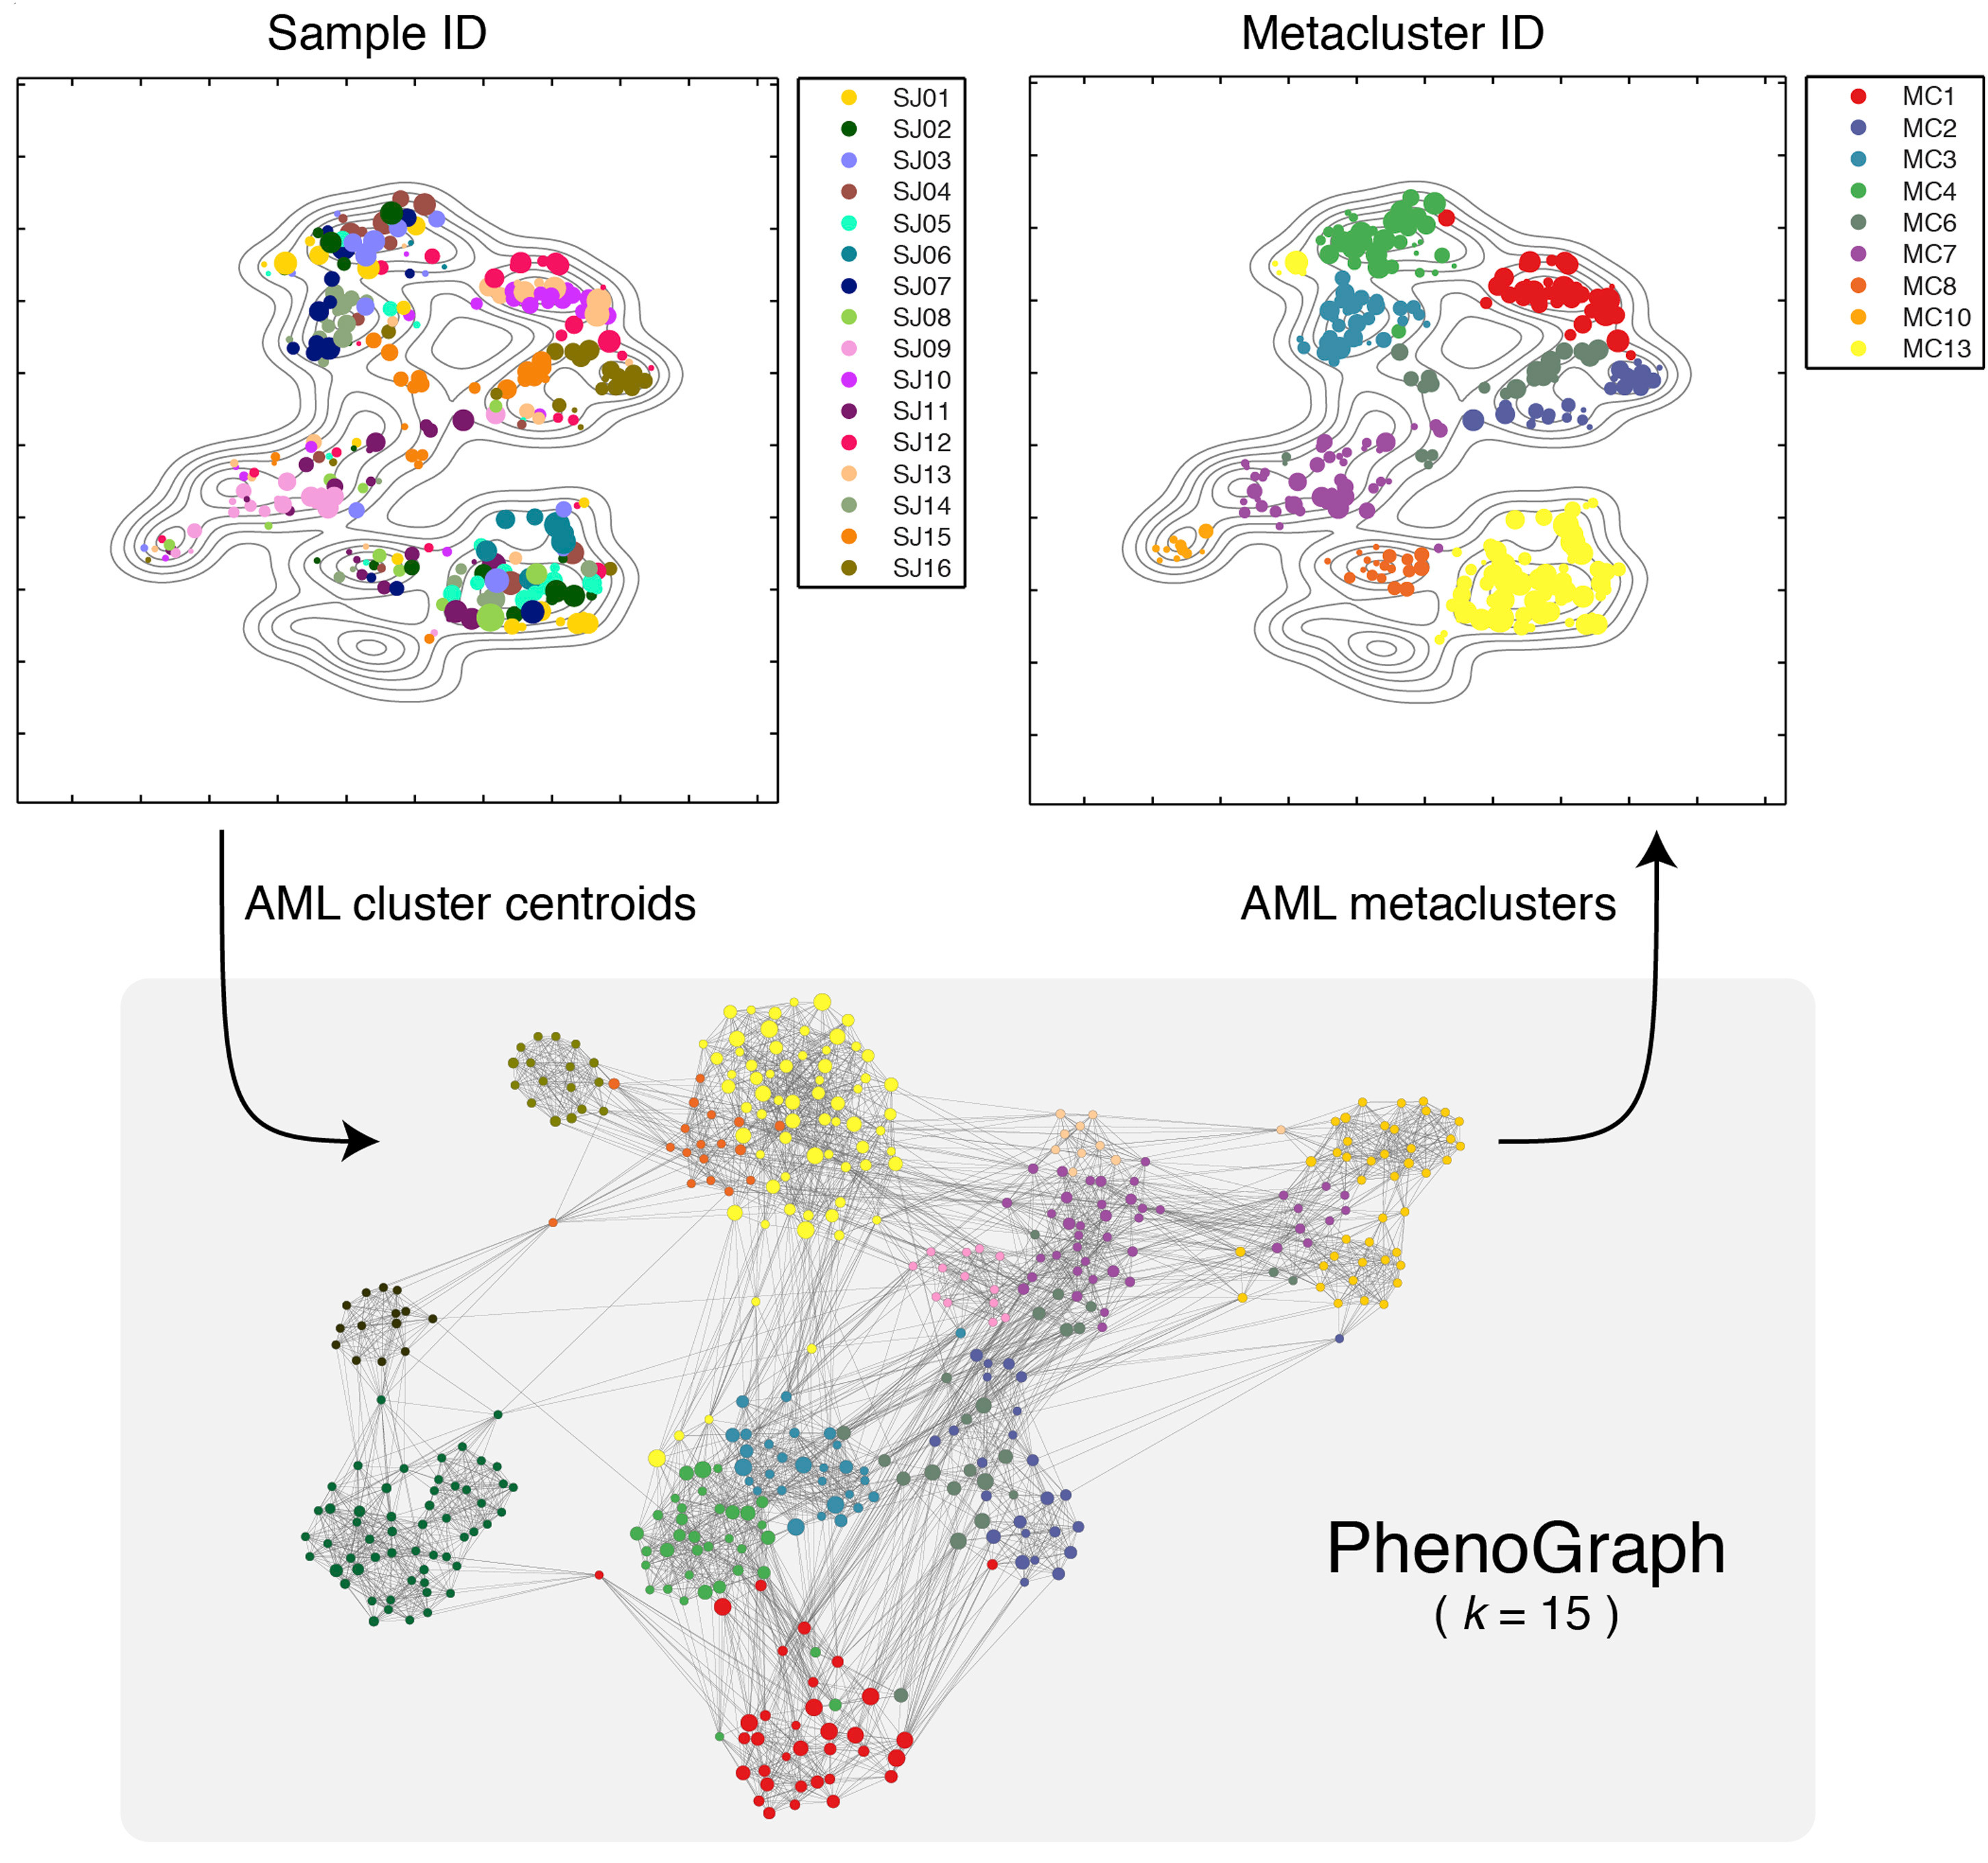 Sample ID
Metacluster ID
SJ01
SJ02
SJ03
SJ04
SJ05
SJ06
SJ07
SJ08
SJ09
SJ10
SJ11
SJ12
SJ13
SJ14
SJ15
SJ16
MC1
MC2
MC3
MC4
MC6
MC7
MC8
MC10
MC13
AML cluster centroids
AML metaclusters
PhenoGraph
( k = 15 )